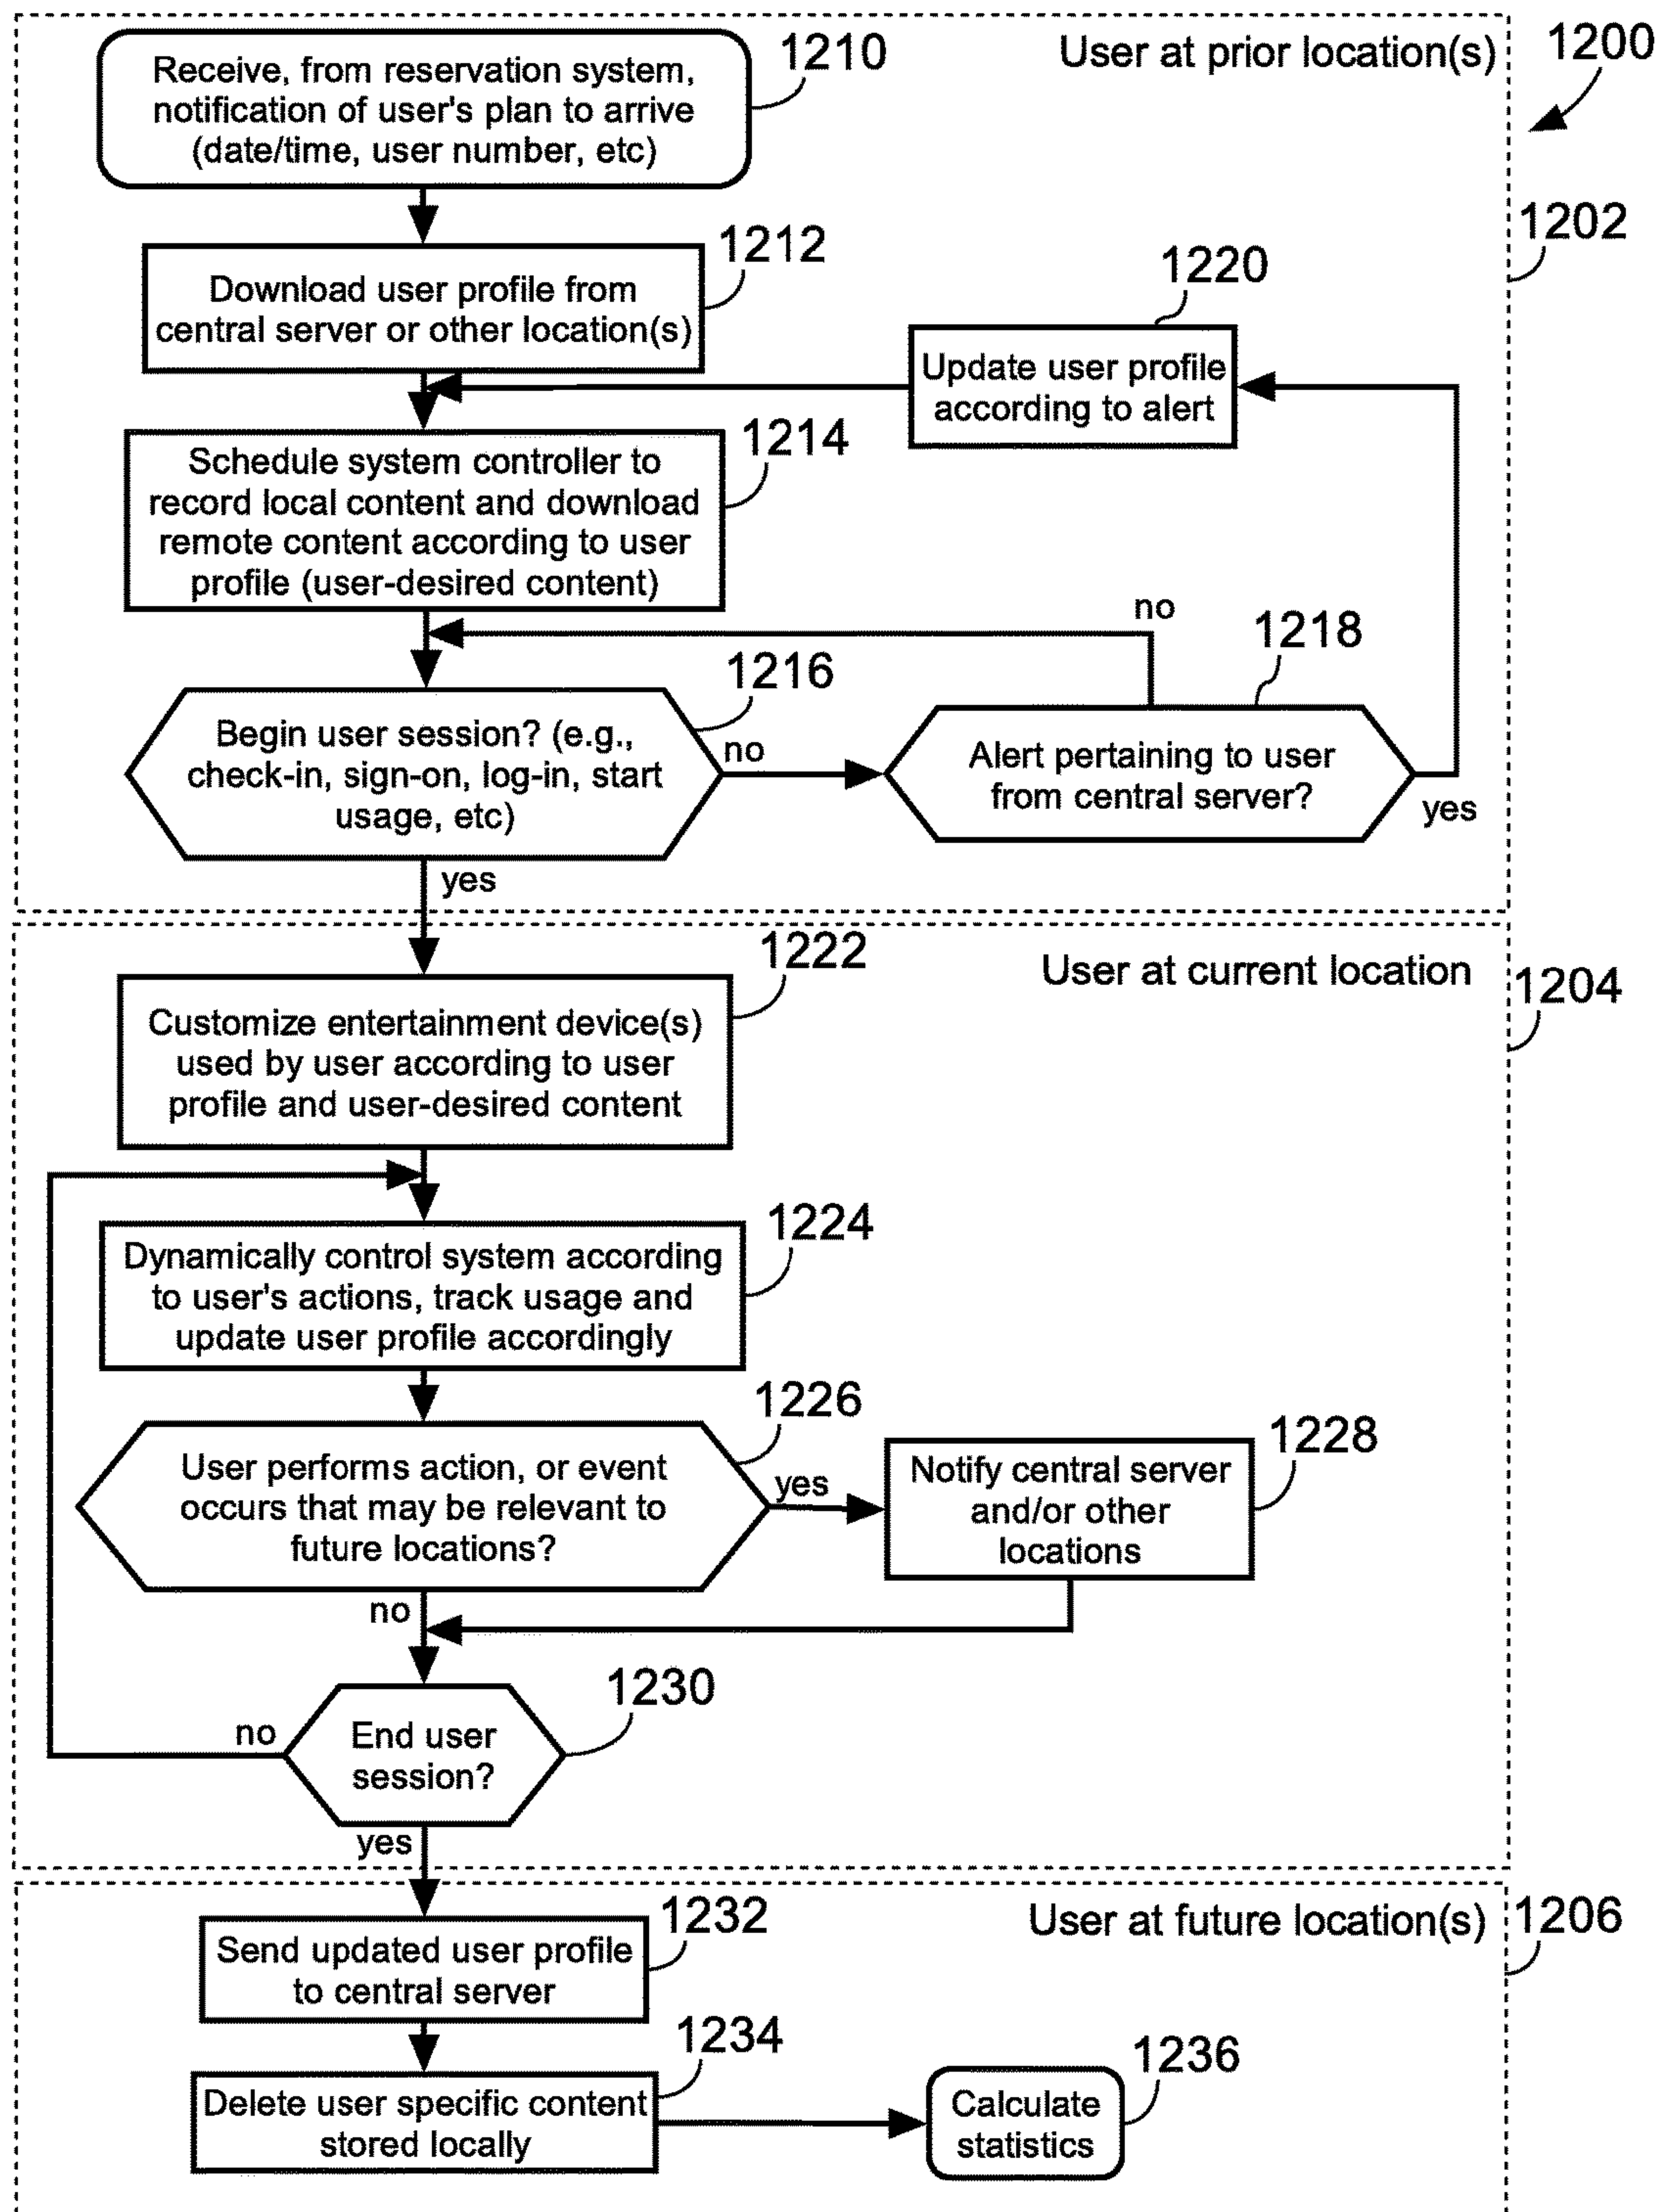 User at prior location(s)
1200
1210
Receive, from reservation system,
notification of user's plan to arrive
(date/time, user number, etc)
1202
1212
Download user profile from
central server or other location(s)
1220
Update user profile
according to alert
1214
Schedule system controller to
record local content and download
remote content according to user
profile (user-desired content)
no
1218
1216
Begin user session? (e.g.,
check-in, sign-on, log-in, start
usage, etc)
no
Alert pertaining to user
from central server?
yes
yes
1222
User at current location
1204
Customize entertainment device(s)
used by user according to user
profile and user-desired content
1224
Dynamically control system according
to user's actions, track usage and
update user profile accordingly
1226
User performs action, or event
occurs that may be relevant to
future locations?
yes
1228
Notify central server
and/or other
locations
no
1230
End user
session?
no
yes
1232
User at future location(s)
1206
Send updated user profile
to central server
1234
Delete user specific content
stored locally
1236
Calculate
statistics